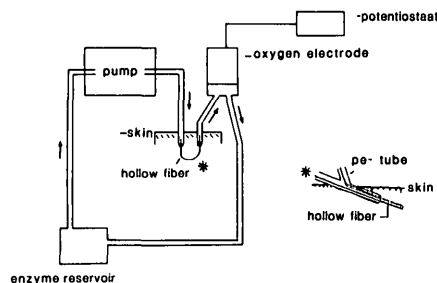 -potentiostaat
pump
-oxygen electrode
-skin
hollow fiber *
pe- tube
* skin
hollow fiber
enzyme reservoir